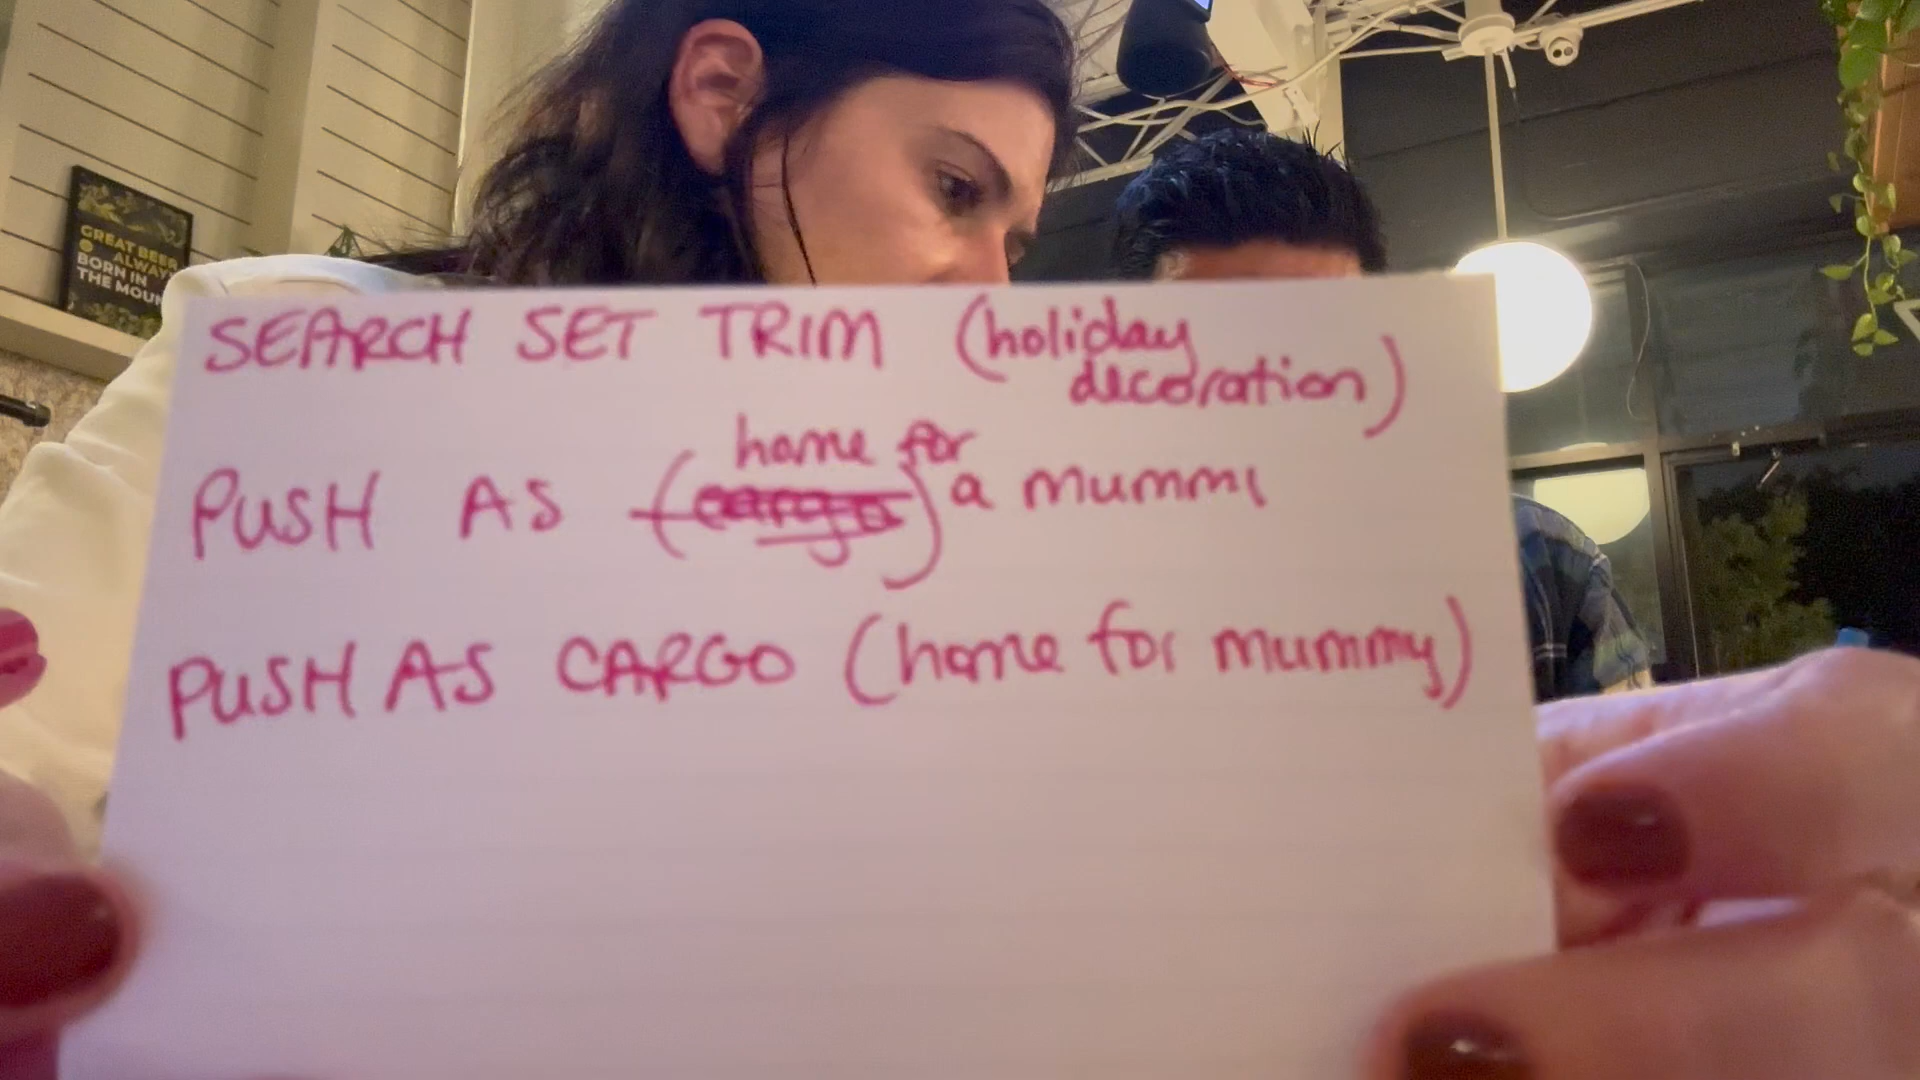 GREAT BEER
ALWAYS
BORN IN
THE MOUN
SEARCH SET TRIM (holiday
decoration)
home for
PUSH AS (cargo) a mummi
PUSH AS CARGO (home for mummy)